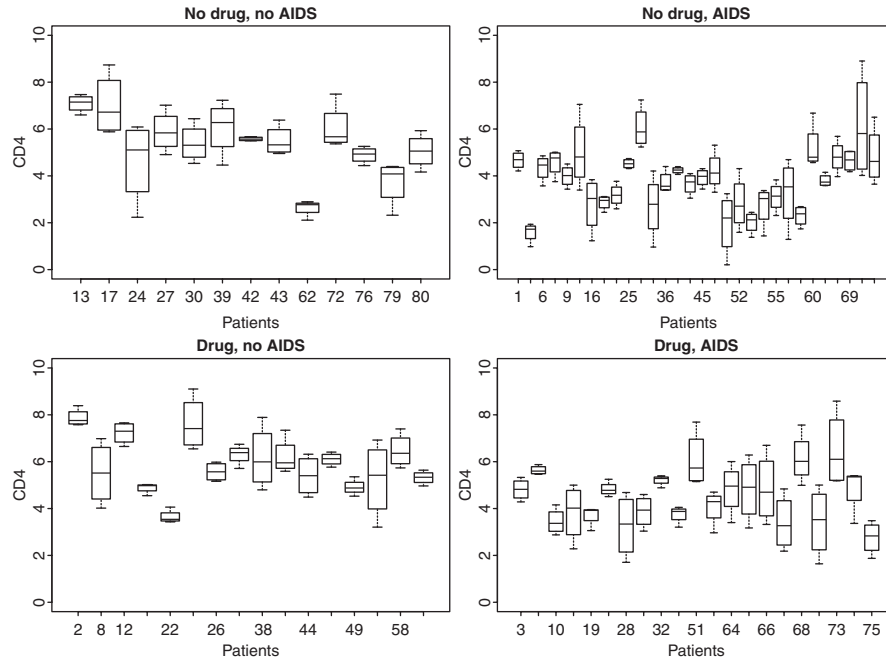 No drug, no AIDS
10
8
6
4
2
0
CD4
13 17 24 27 30 39 42 43 62 72 76 79 80
Patients
No drug, AIDS
10
8
6
4
2
0
CD4
1 6 9 16 25 36 45 52 55 60 69
Patients
Drug, no AIDS
10
8
6
4
2
0
CD4
2 8 12 22 26 38 44 49 58
Patients
Drug, AIDS
10
8
6
4
2
0
CD4
3 10 19 28 32 51 64 66 68 73 75
Patients